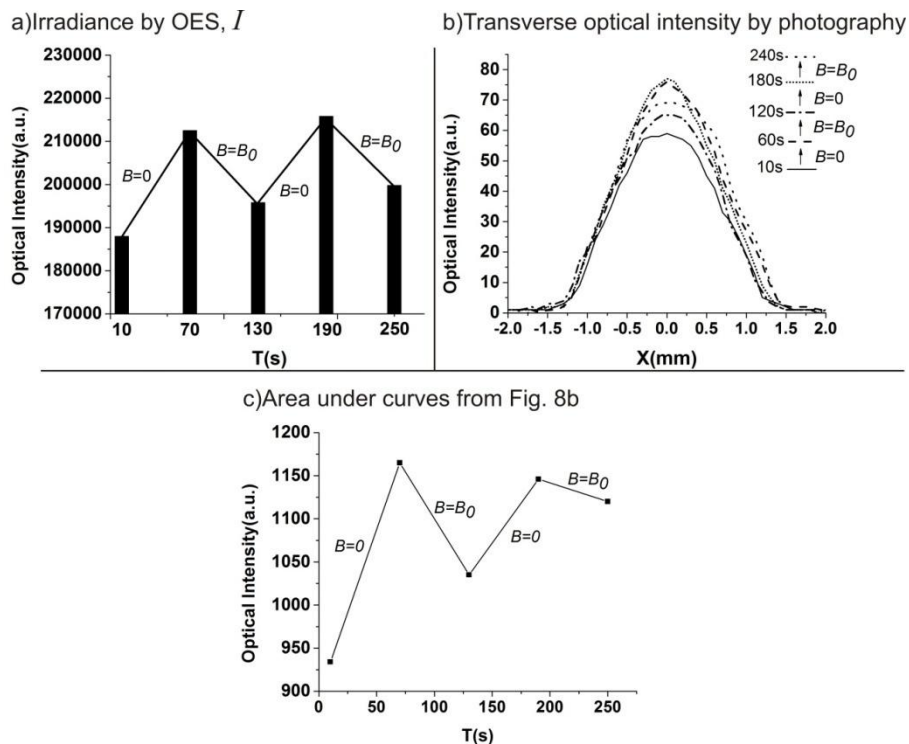 a)Irradiance by OES, I
230000
220000
210000
200000
190000
180000
170000
Optical Intensity(a.u.)
B=0
B=B0
B=0
B=B0
10 70 130 190 250
T(s)
b)Transverse optical intensity by photography
80
70
60
50
40
30
20
10
0
Optical Intensity(a.u.)
240s
B=B0
180s
B=0
120s
B=B0
60s
B=0
10s
-2.0 -1.5 -1.0 -0.5 0.0 0.5 1.0 1.5 2.0
X(mm)
c)Area under curves from Fig. 8b
1200
1150
1100
1050
1000
950
900
Optical Intensity(a.u.)
B=0
B=B0
B=0
B=B0
0 50 100 150 200 250
T(s)